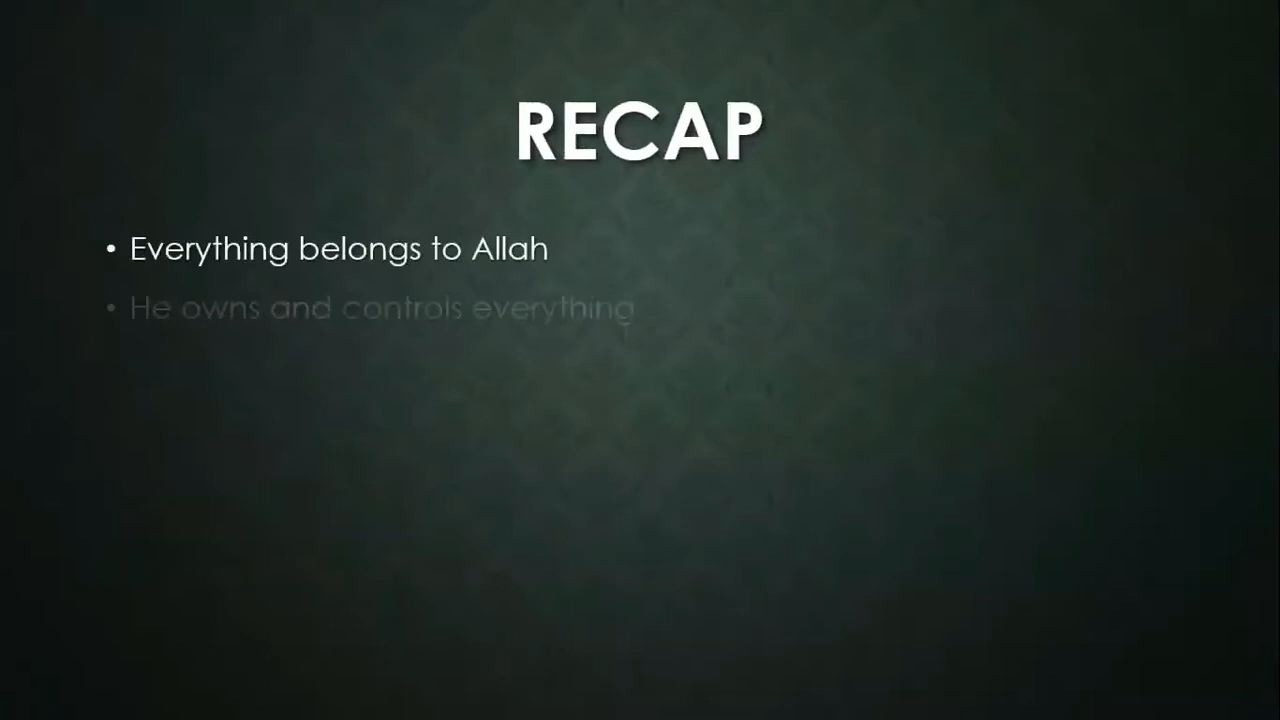 RECAP
• Everything belongs to Allah
• He owns and controls everything